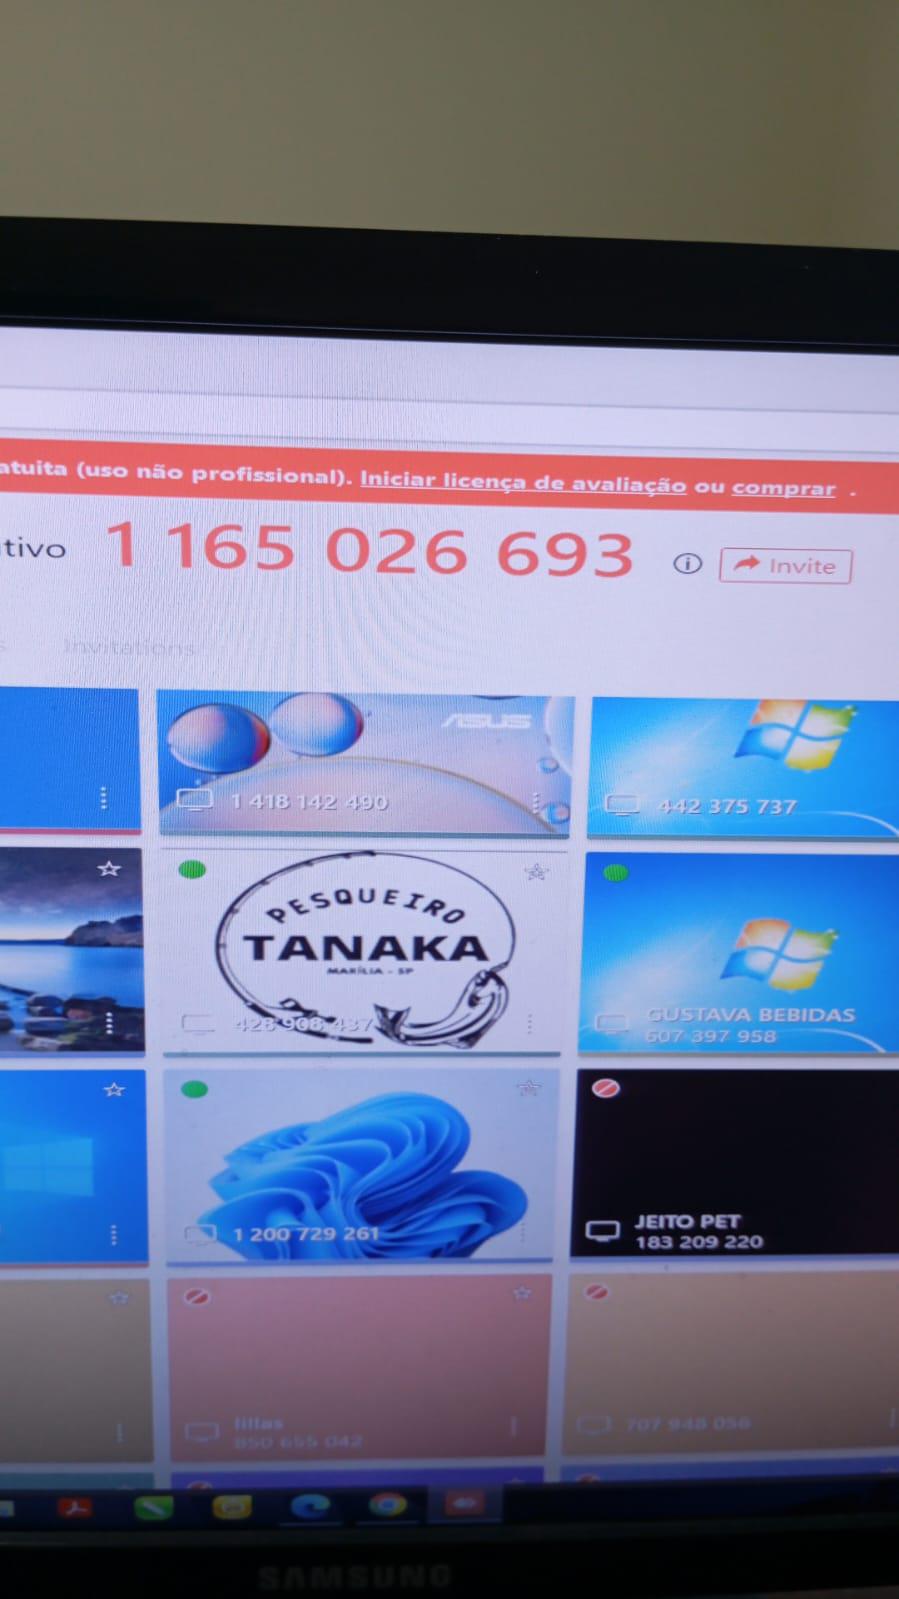 atuita (uso não profissional). Iniciar licença de avaliação ou comprar .
tivo 1 165 026 693 Invite
s Invitations
ASUS
1 418 142 490
442 375 737
PESQUEIRO
TANAKA
MARÍLIA - SP
428 908 437
GUSTAVA BEBIDAS
607 397 958
1 200 729 261
JEITO PET
183 209 220
lillas
850 655 042
707 948 056
SAMSUNG